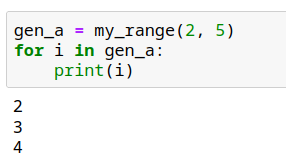 gen_a = my_range(2, 5)
for i in gen_a:
    print(i)
2
3
4